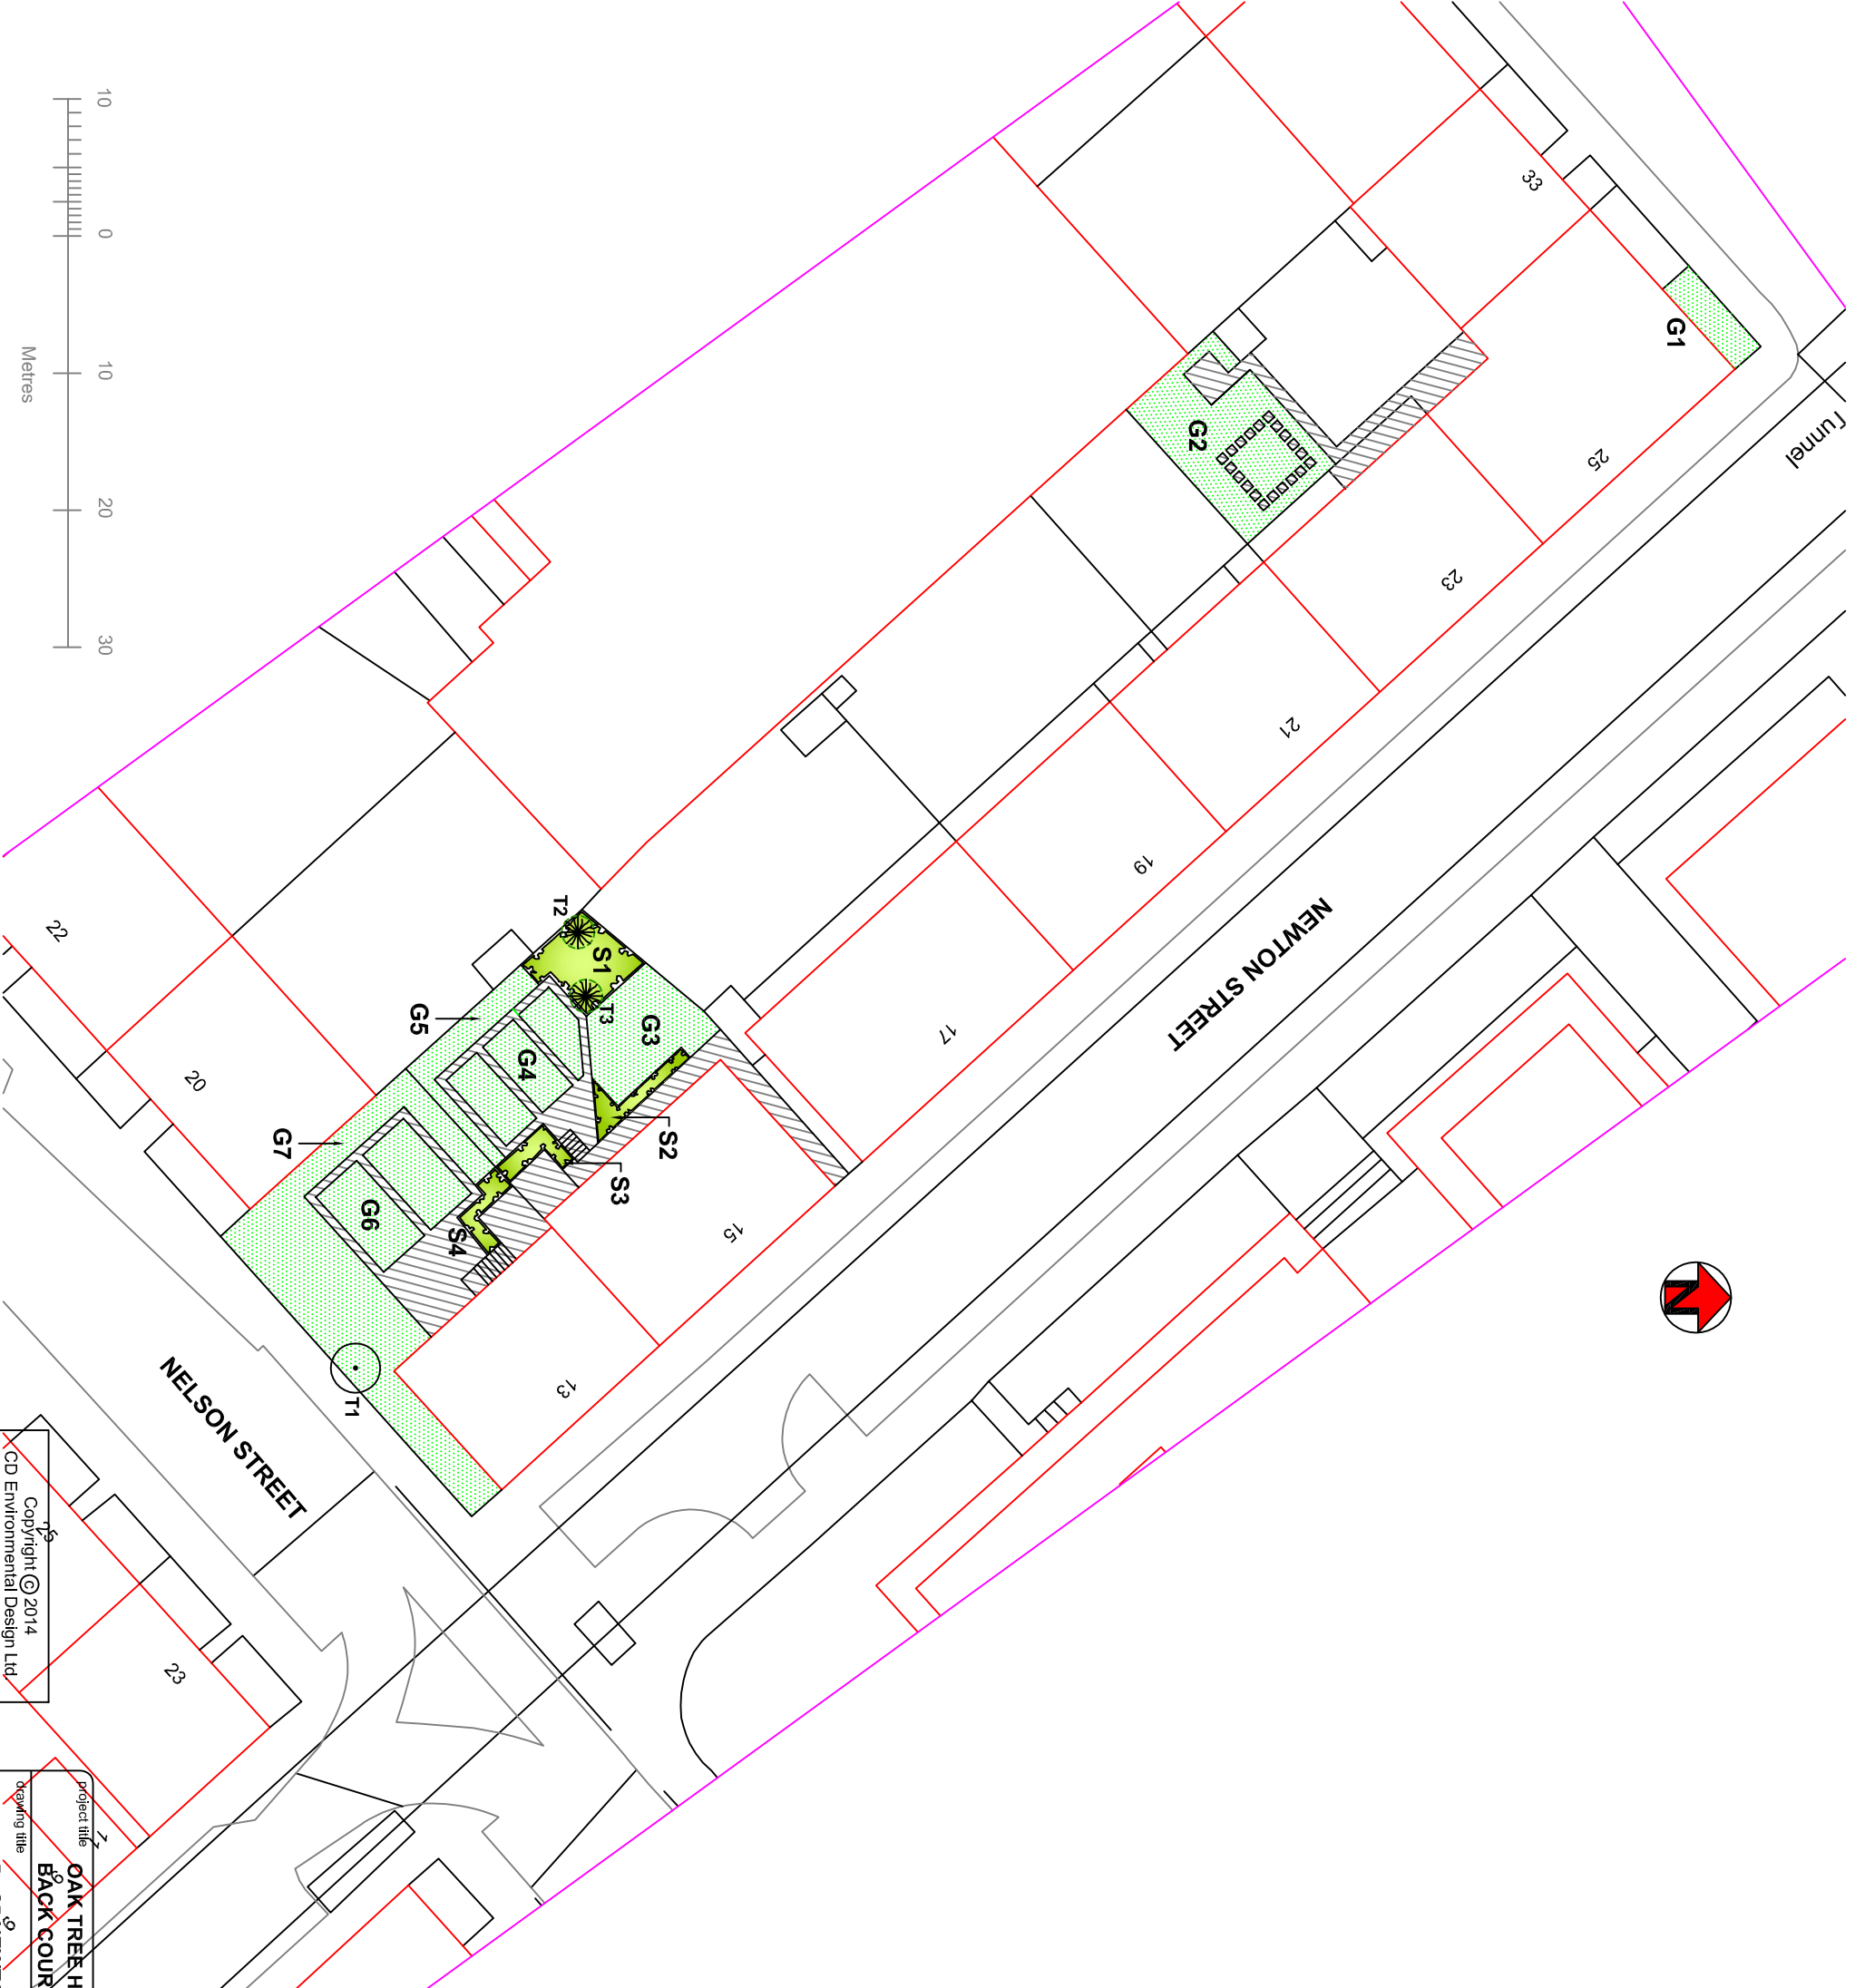 10
0
10
20
30
Metres
33
G1
25
Tunnel
G2
23
21
19
NEWTON STREET
17
T2
S1
T3
G3
G5
G4
S2
S3
G7
G6
S4
15
13
T1
22
20
NELSON STREET
N
25
Copyright © 2014
CD Environmental Design Ltd
23
project title
OAK TREE H
BACK COUR
drawing title